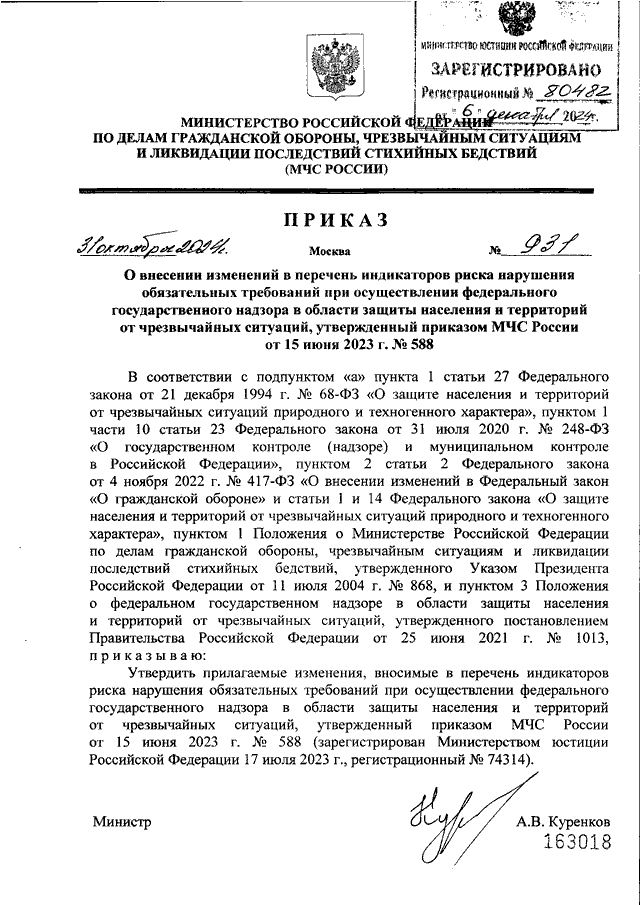 МИНИСТЕРСТВО ЮСТИЦИИ РОССИЙСКОЙ ФЕДЕРАЦИИ
ЗАРЕГИСТРИРОВАНО
Регистрационный № 80482
от "6" декабря 2024г.
МИНИСТЕРСТВО РОССИЙСКОЙ ФЕДЕРАЦИИ
ПО ДЕЛАМ ГРАЖДАНСКОЙ ОБОРОНЫ, ЧРЕЗВЫЧАЙНЫМ СИТУАЦИЯМ
И ЛИКВИДАЦИИ ПОСЛЕДСТВИЙ СТИХИЙНЫХ БЕДСТВИЙ
(МЧС РОССИИ)
ПРИКАЗ
31 октября 2024г. Москва № 931
О внесении изменений в перечень индикаторов риска нарушения
обязательных требований при осуществлении федерального
государственного надзора в области защиты населения и территорий
от чрезвычайных ситуаций, утвержденный приказом МЧС России
от 15 июня 2023 г. № 588
В соответствии с подпунктом «а» пункта 1 статьи 27 Федерального
закона от 21 декабря 1994 г. № 68-ФЗ «О защите населения и территорий
от чрезвычайных ситуаций природного и техногенного характера», пунктом 1
части 10 статьи 23 Федерального закона от 31 июля 2020 г. № 248-ФЗ
«О государственном контроле (надзоре) и муниципальном контроле
в Российской Федерации», пунктом 2 статьи 2 Федерального закона
от 4 ноября 2022 г. № 417-ФЗ «О внесении изменений в Федеральный закон
«О гражданской обороне» и статьи 1 и 14 Федерального закона «О защите
населения и территорий от чрезвычайных ситуаций природного и техногенного
характера», пунктом 1 Положения о Министерстве Российской Федерации
по делам гражданской обороны, чрезвычайным ситуациям и ликвидации
последствий стихийных бедствий, утвержденного Указом Президента
Российской Федерации от 11 июля 2004 г. № 868, и пунктом 3 Положения
о федеральном государственном надзоре в области защиты населения
и территорий от чрезвычайных ситуаций, утвержденного постановлением
Правительства Российской Федерации от 25 июня 2021 г. № 1013,
приказываю:
Утвердить прилагаемые изменения, вносимые в перечень индикаторов
риска нарушения обязательных требований при осуществлении федерального
государственного надзора в области защиты населения и территорий
от чрезвычайных ситуаций, утвержденный приказом МЧС России
от 15 июня 2023 г. № 588 (зарегистрирован Министерством юстиции
Российской Федерации 17 июля 2023 г., регистрационный № 74314).
Министр А.В. Куренков
163018